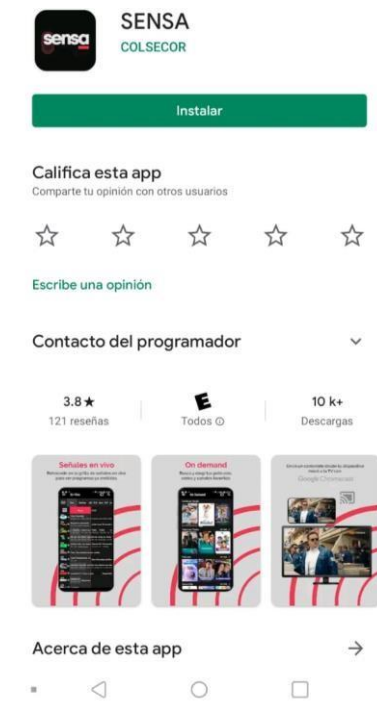 sensa
SENSA
COLSECOR
Instalar
Califica esta app
Comparte tu opinión con otros usuarios
Escribe una opinión
Contacto del programador
3.8★
121 reseñas
E
Todos
10 k+
Descargas
Señales en vivo
On demand
Google Chromecast
Acerca de esta app